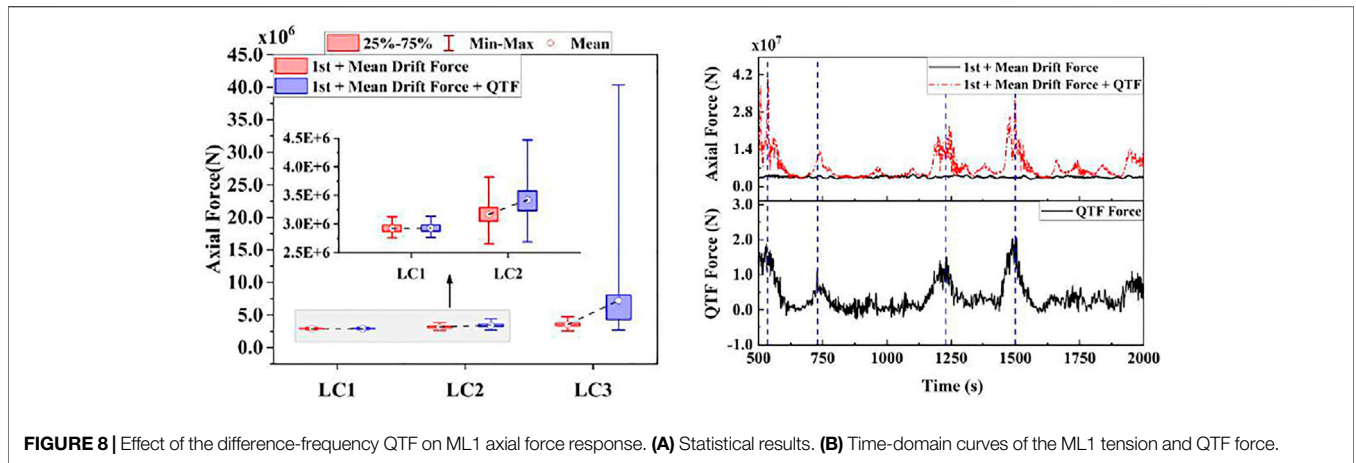 x10⁶
25%-75% Min-Max Mean
1st + Mean Drift Force
1st + Mean Drift Force + QTF
Axial Force(N)
45.0
40.0
35.0
30.0
25.0
20.0
15.0
10.0
5.0
0.0
4.5E+6
4.0E+6
3.5E+6
3.0E+6
2.5E+6
LC1 LC2
LC1 LC2 LC3
x10⁷
1st + Mean Drift Force
1st + Mean Drift Force + QTF
Axial Force (N)
4.2
2.8
1.4
0.0
QTF Force
QTF Force (N)
3.0
2.0
1.0
0.0
-1.0
500 750 1000 1250 1500 1750 2000
Time (s)
FIGURE 8 | Effect of the difference-frequency QTF on ML1 axial force response. (A) Statistical results. (B) Time-domain curves of the ML1 tension and QTF force.